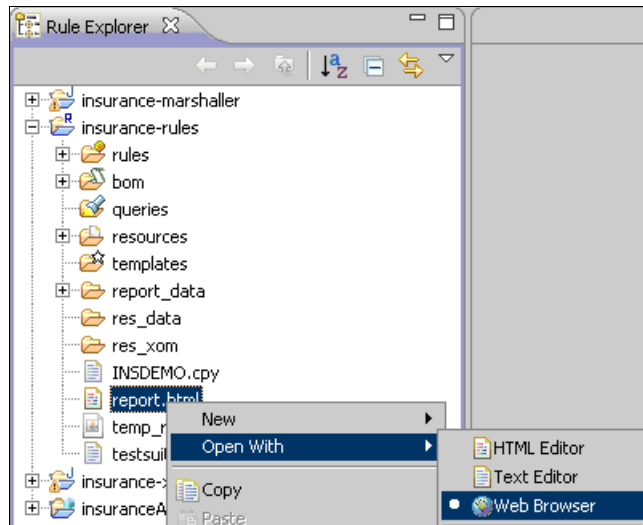 Rule Explorer
insurance-marshaller
insurance-rules
rules
bom
queries
resources
templates
report_data
res_data
res_xom
INSDEMO.cpy
report.html
New
Open With
HTML Editor
Text Editor
Web Browser
Copy
Paste